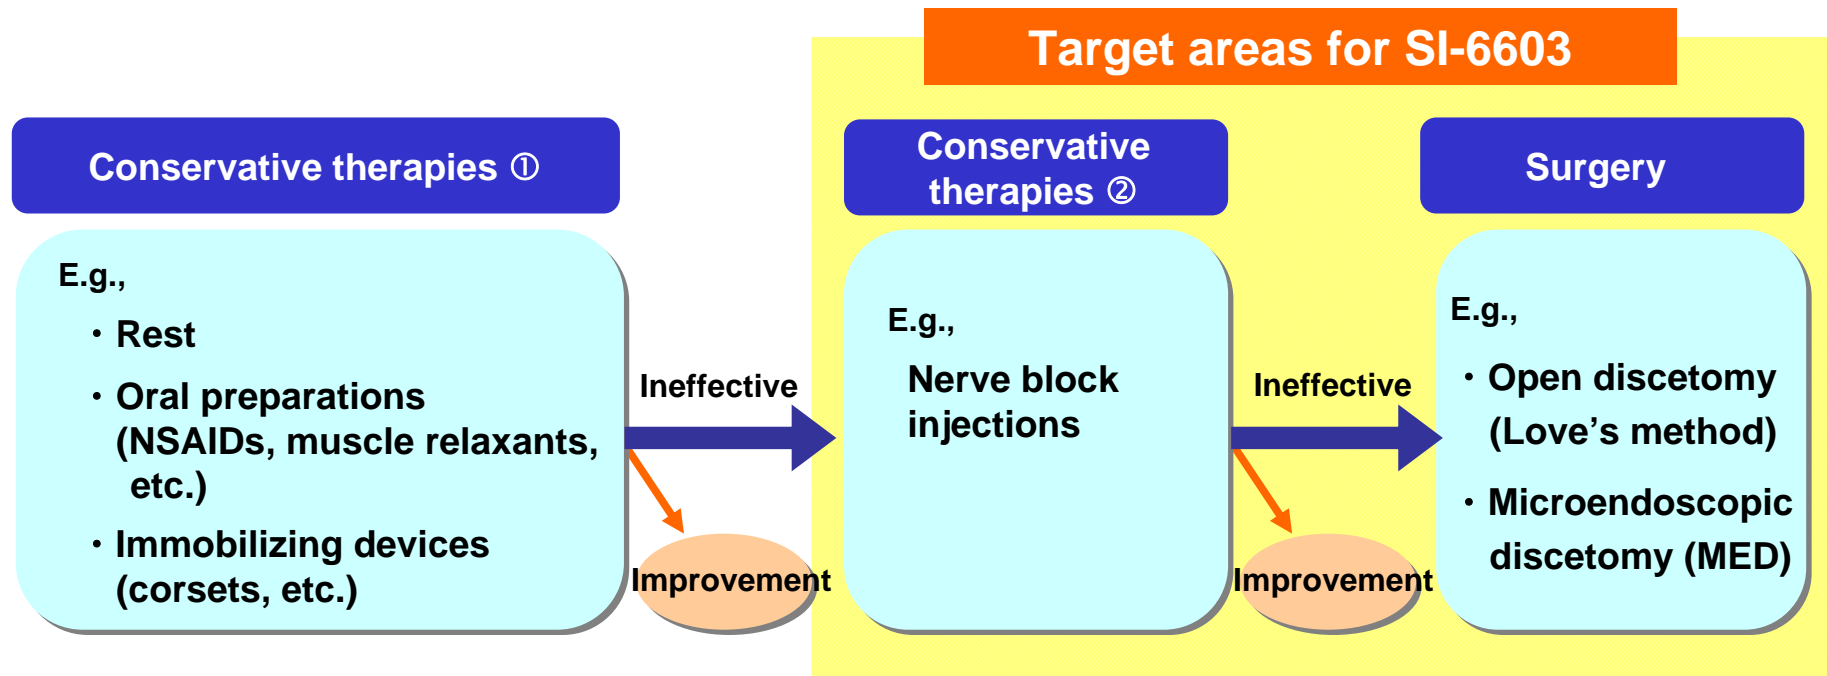 Target areas for SI-6603
Conservative therapies ①
Conservative
therapies ②
Surgery
E.g.,
・Rest
・Oral preparations
(NSAIDs, muscle relaxants,
etc.)
・Immobilizing devices
(corsets, etc.)
Ineffective
Improvement
E.g.,
Nerve block
injections
Ineffective
Improvement
E.g.,
・Open discetomy
(Love's method)
・Microendoscopic
discetomy (MED)